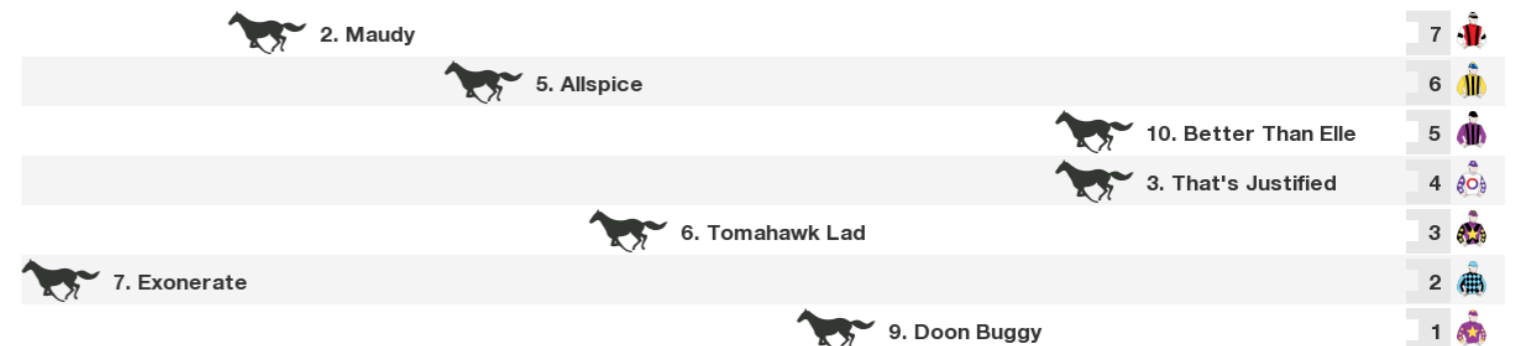 2. Maudy 7
5. Allspice 6
10. Better Than Elle 5
3. That's Justified 4
6. Tomahawk Lad 3
7. Exonerate 2
9. Doon Buggy 1